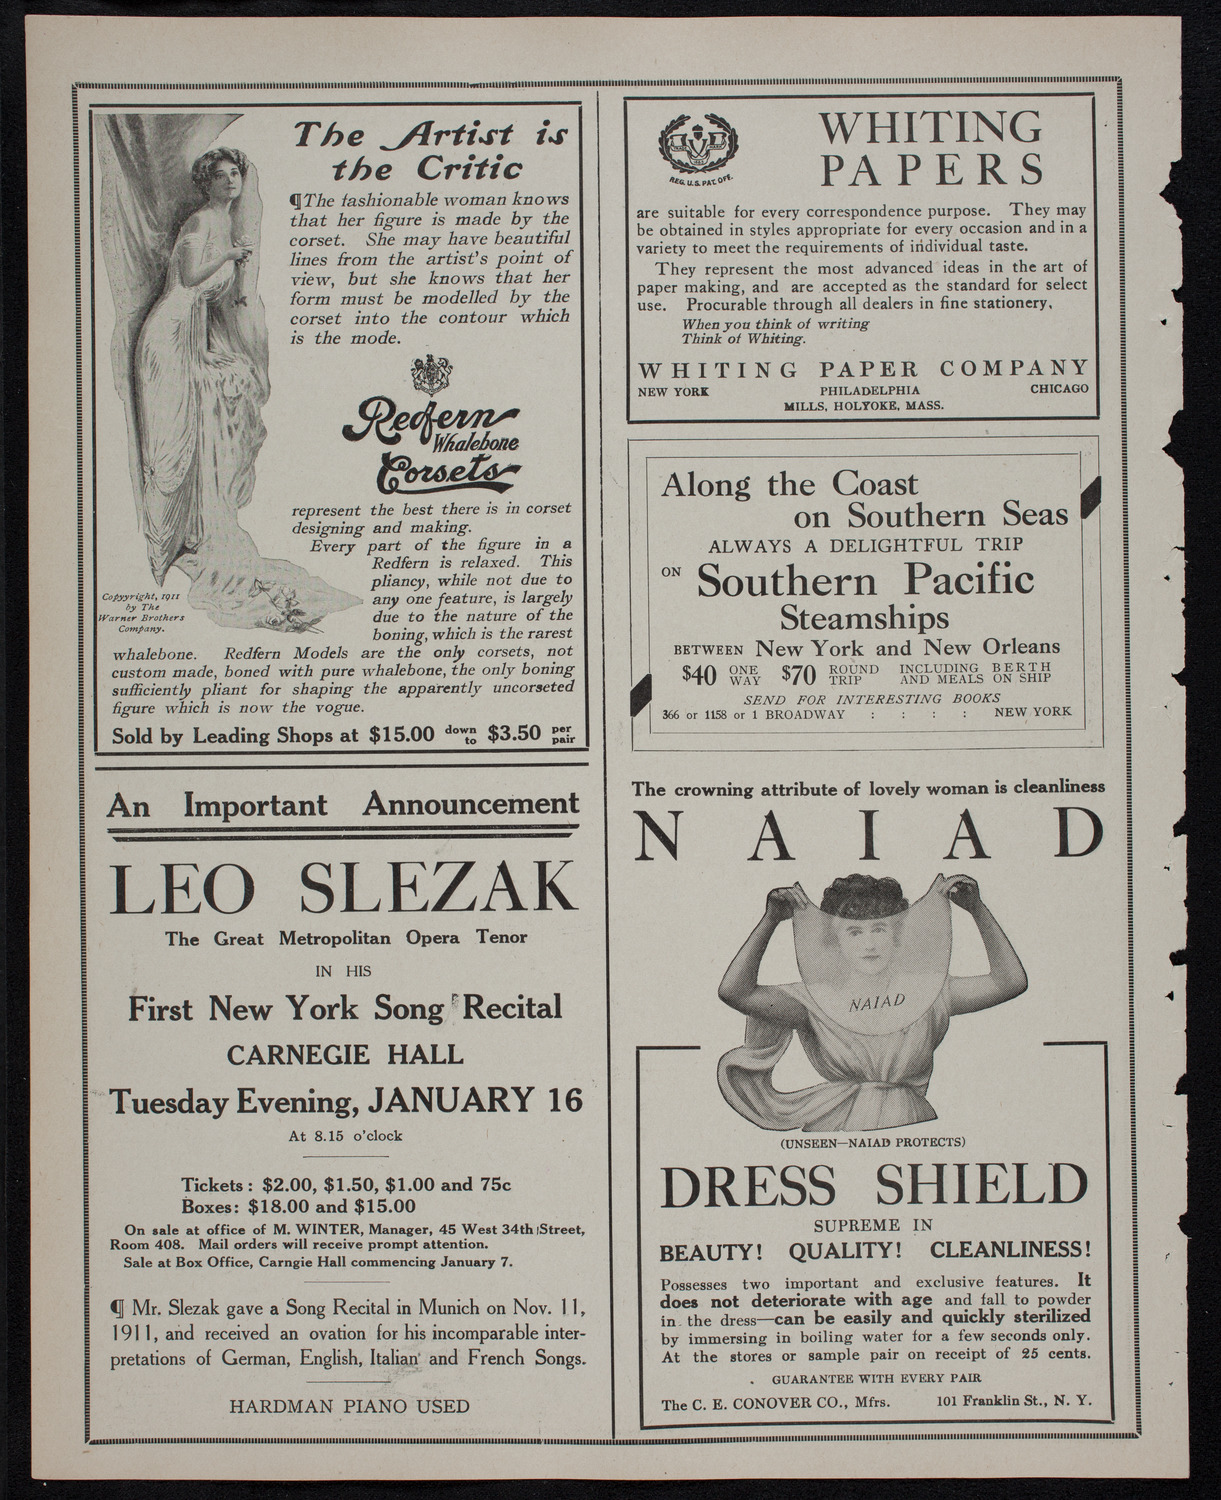 The Artist is
the Critic
¶The fashionable woman knows
that her figure is made by the
corset. She may have beautiful
lines from the artist's point of
view, but she knows that her
form must be modelled by the
corset into the contour which
is the mode.
Redfern
Whalebone
Corsets
represent the best there is in corset
designing and making.
Every part of the figure in a
Redfern is relaxed. This
pliancy, while not due to
any one feature, is largely
due to the nature of the
boning, which is the rarest
Copyyright, 1911
by The
Warner Brothers
Company.
whalebone. Redfern Models are the only corsets, not
custom made, boned with pure whalebone, the only boning
sufficiently pliant for shaping the apparently uncorseted
figure which is now the vogue.
Sold by Leading Shops at $15.00 down to $3.50 per pair
An Important Announcement
LEO SLEZAK
The Great Metropolitan Opera Tenor
IN HIS
First New York Song Recital
CARNEGIE HALL
Tuesday Evening, JANUARY 16
At 8.15 o'clock
Tickets: $2.00, $1.50, $1.00 and 75c
Boxes: $18.00 and $15.00
On sale at office of M. WINTER, Manager, 45 West 34th Street,
Room 408. Mail orders will receive prompt attention.
Sale at Box Office, Carngie Hall commencing January 7.
¶ Mr. Slezak gave a Song Recital in Munich on Nov. 11,
1911, and received an ovation for his incomparable inter-
pretations of German, English, Italian and French Songs.
HARDMAN PIANO USED
REG. U.S. PAT. OFF.
WHITING
PAPERS
are suitable for every correspondence purpose. They may
be obtained in styles appropriate for every occasion and in a
variety to meet the requirements of individual taste.
They represent the most advanced ideas in the art of
paper making, and are accepted as the standard for select
use. Procurable through all dealers in fine stationery.
When you think of writing
Think of Whiting.
WHITING PAPER COMPANY
NEW YORK PHILADELPHIA CHICAGO
MILLS, HOLYOKE, MASS.
Along the Coast
on Southern Seas
ALWAYS A DELIGHTFUL TRIP
ON Southern Pacific
Steamships
BETWEEN New York and New Orleans
$40 ONE WAY $70 ROUND TRIP INCLUDING BERTH AND MEALS ON SHIP
SEND FOR INTERESTING BOOKS
366 or 1158 or 1 BROADWAY : : : : NEW YORK
The crowning attribute of lovely woman is cleanliness
NAIAD
NAIAD
(UNSEEN—NAIAD PROTECTS)
DRESS SHIELD
SUPREME IN
BEAUTY! QUALITY! CLEANLINESS!
Possesses two important and exclusive features. It
does not deteriorate with age and fall to powder
in the dress—can be easily and quickly sterilized
by immersing in boiling water for a few seconds only.
At the stores or sample pair on receipt of 25 cents.
GUARANTEE WITH EVERY PAIR
The C. E. CONOVER CO., Mfrs. 101 Franklin St., N. Y.